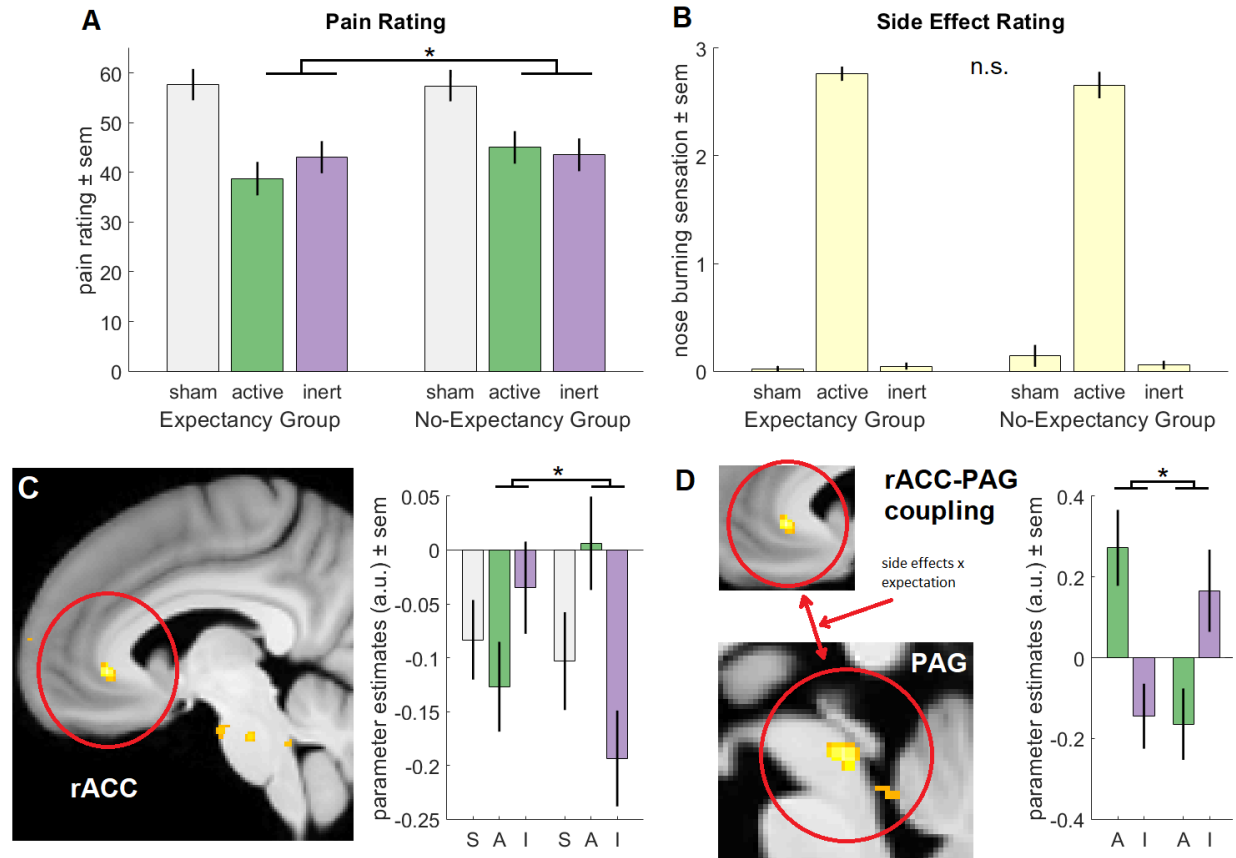 A
Pain Rating
*
pain rating ± sem
60
50
40
30
20
10
0
sham active inert sham active inert
Expectancy Group No-Expectancy Group
B
Side Effect Rating
n.s.
nose burning sensation ± sem
3
2
1
0
sham active inert sham active inert
Expectancy Group No-Expectancy Group
C
rACC
*
parameter estimates (a.u.) ± sem
0.05
0
-0.05
-0.1
-0.15
-0.2
-0.25
S A I S A I
D
rACC-PAG
coupling
side effects x
expectation
PAG
*
parameter estimates (a.u.) ± sem
0.4
0.2
0
-0.2
-0.4
A I A I